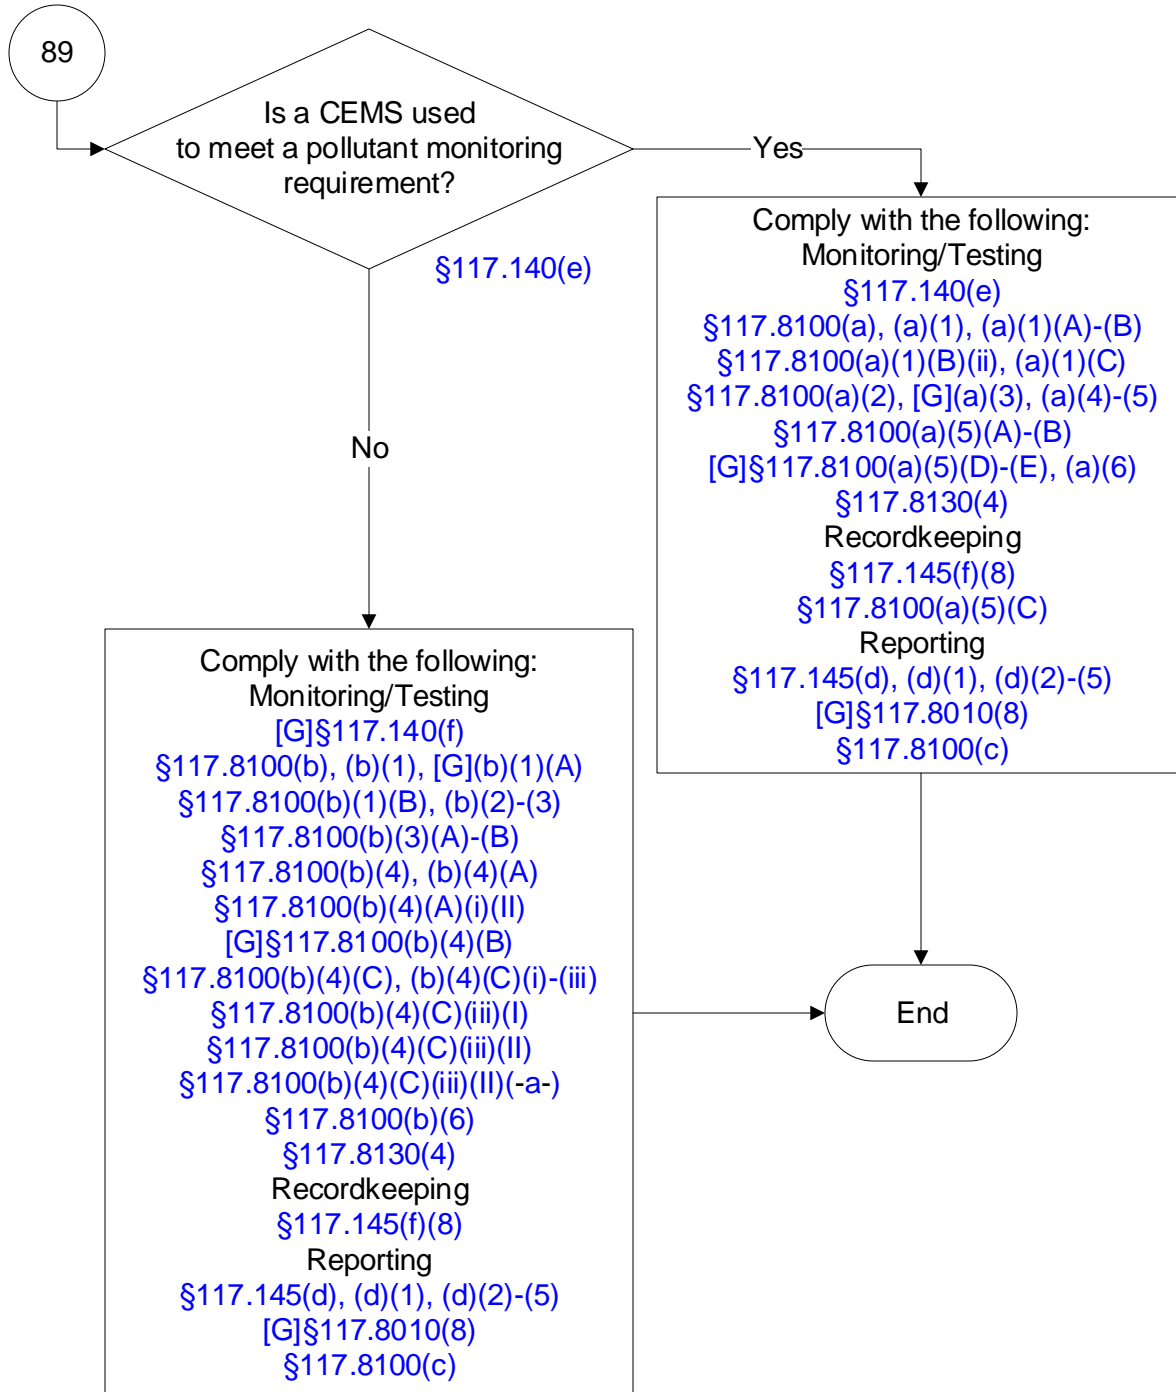 89
Is a CEMS used
to meet a pollutant monitoring
requirement?
§117.140(e)
Yes
Comply with the following:
Monitoring/Testing
§117.140(e)
§117.8100(a), (a)(1), (a)(1)(A)-(B)
§117.8100(a)(1)(B)(ii), (a)(1)(C)
§117.8100(a)(2), [G](a)(3), (a)(4)-(5)
§117.8100(a)(5)(A)-(B)
[G]§117.8100(a)(5)(D)-(E), (a)(6)
§117.8130(4)
Recordkeeping
§117.145(f)(8)
§117.8100(a)(5)(C)
Reporting
§117.145(d), (d)(1), (d)(2)-(5)
[G]§117.8010(8)
§117.8100(c)
No
Comply with the following:
Monitoring/Testing
[G]§117.140(f)
§117.8100(b), (b)(1), [G](b)(1)(A)
§117.8100(b)(1)(B), (b)(2)-(3)
§117.8100(b)(3)(A)-(B)
§117.8100(b)(4), (b)(4)(A)
§117.8100(b)(4)(A)(i)(II)
[G]§117.8100(b)(4)(B)
§117.8100(b)(4)(C), (b)(4)(C)(i)-(iii)
§117.8100(b)(4)(C)(iii)(I)
§117.8100(b)(4)(C)(iii)(II)
§117.8100(b)(4)(C)(iii)(II)(-a-)
§117.8100(b)(6)
§117.8130(4)
Recordkeeping
§117.145(f)(8)
Reporting
§117.145(d), (d)(1), (d)(2)-(5)
[G]§117.8010(8)
§117.8100(c)
End